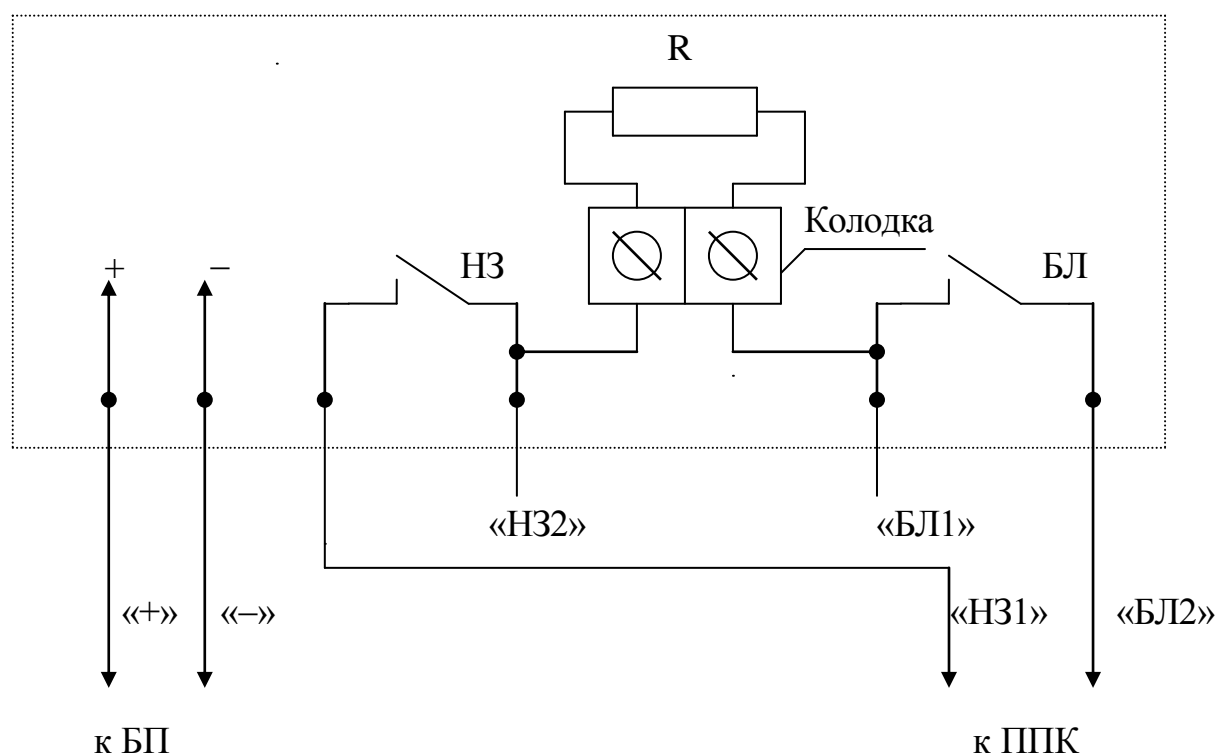 R
Колодка
+
–
НЗ
БЛ
«НЗ2»
«БЛ1»
«+»
«–»
«НЗ1»
«БЛ2»
к БП
к ППК